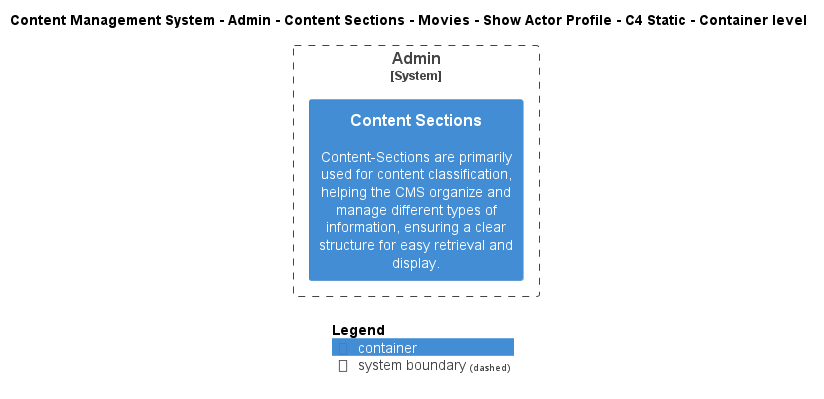 Content Management System - Admin - Content Sections - Movies - Show Actor Profile - C4 Static - Container level
Admin
[System]
Content Sections
Content-Sections are primarily
used for content classification,
helping the CMS organize and
manage different types of
information, ensuring a clear
structure for easy retrieval and
display.
Legend
container
system boundary (dashed)